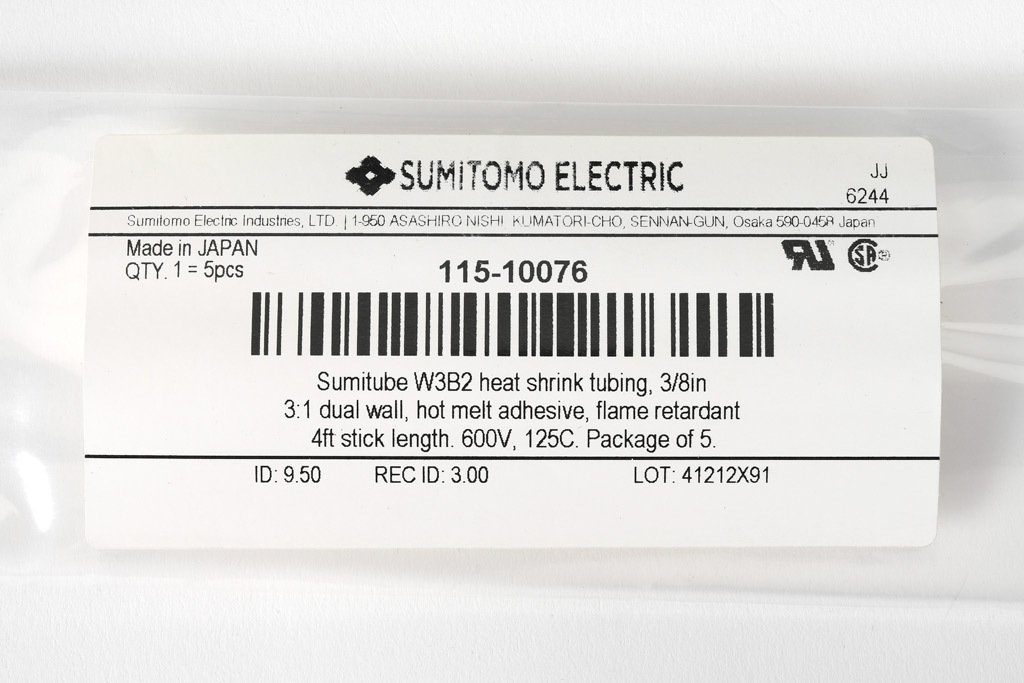 SUMITOMO ELECTRIC
JJ
6244
Sumitomo Electric Industries, LTD. | 1-950 ASASHIRO NISHI, KUMATORI-CHO, SENNAN-GUN, Osaka 590-0458 Japan
Made in JAPAN
QTY. 1 = 5pcs
115-10076
Sumitube W3B2 heat shrink tubing, 3/8in
3:1 dual wall, hot melt adhesive, flame retardant
4ft stick length. 600V, 125C. Package of 5.
ID: 9.50 REC ID: 3.00 LOT: 41212X91